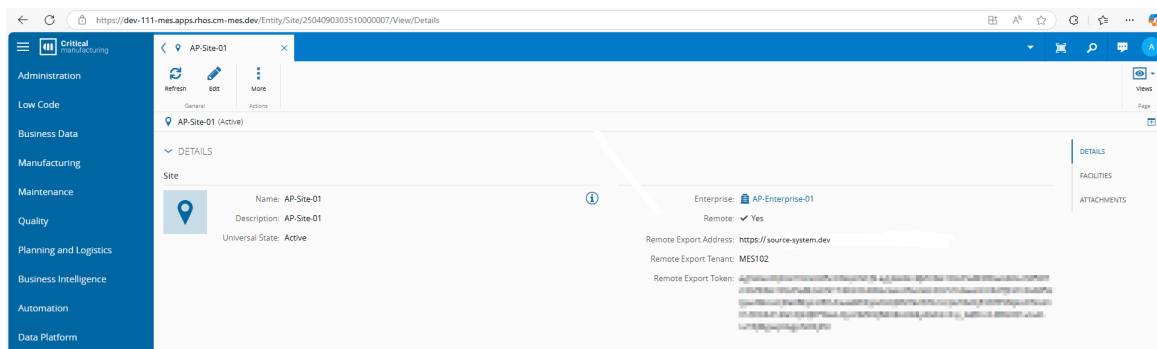 https://dev-111-mes.apps.rhos.cm-mes.dev/Entity/Site/2504090303510000007/View/Details
Critical manufacturing
AP-Site-01
Administration
Low Code
Business Data
Manufacturing
Maintenance
Quality
Planning and Logistics
Business Intelligence
Automation
Data Platform
Refresh Edit More
General Actions
Views
Page
A
AP-Site-01 (Active)
DETAILS
Site
Name: AP-Site-01
Description: AP-Site-01
Universal State: Active
Enterprise: AP-Enterprise-01
Remote: Yes
Remote Export Address: https://source-system.dev
Remote Export Tenant: MES102
Remote Export Token:
DETAILS
FACILITIES
ATTACHMENTS